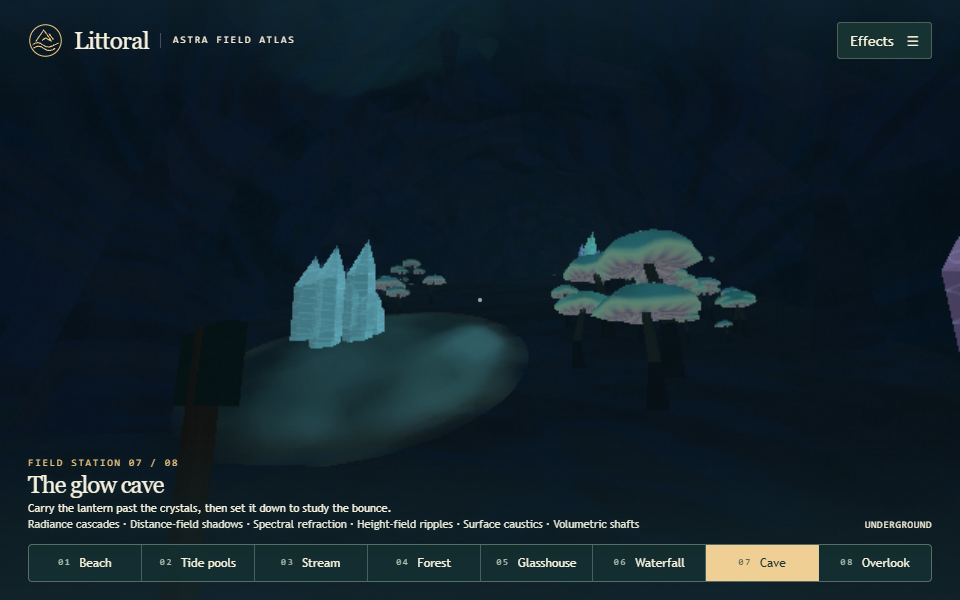 Littoral
ASTRA FIELD ATLAS
Effects
FIELD STATION 07 / 08
The glow cave
Carry the lantern past the crystals, then set it down to study the bounce.
Radiance cascades · Distance-field shadows · Spectral refraction · Height-field ripples · Surface caustics · Volumetric shafts
UNDERGROUND
01 Beach
02 Tide pools
03 Stream
04 Forest
05 Glasshouse
06 Waterfall
07 Cave
08 Overlook